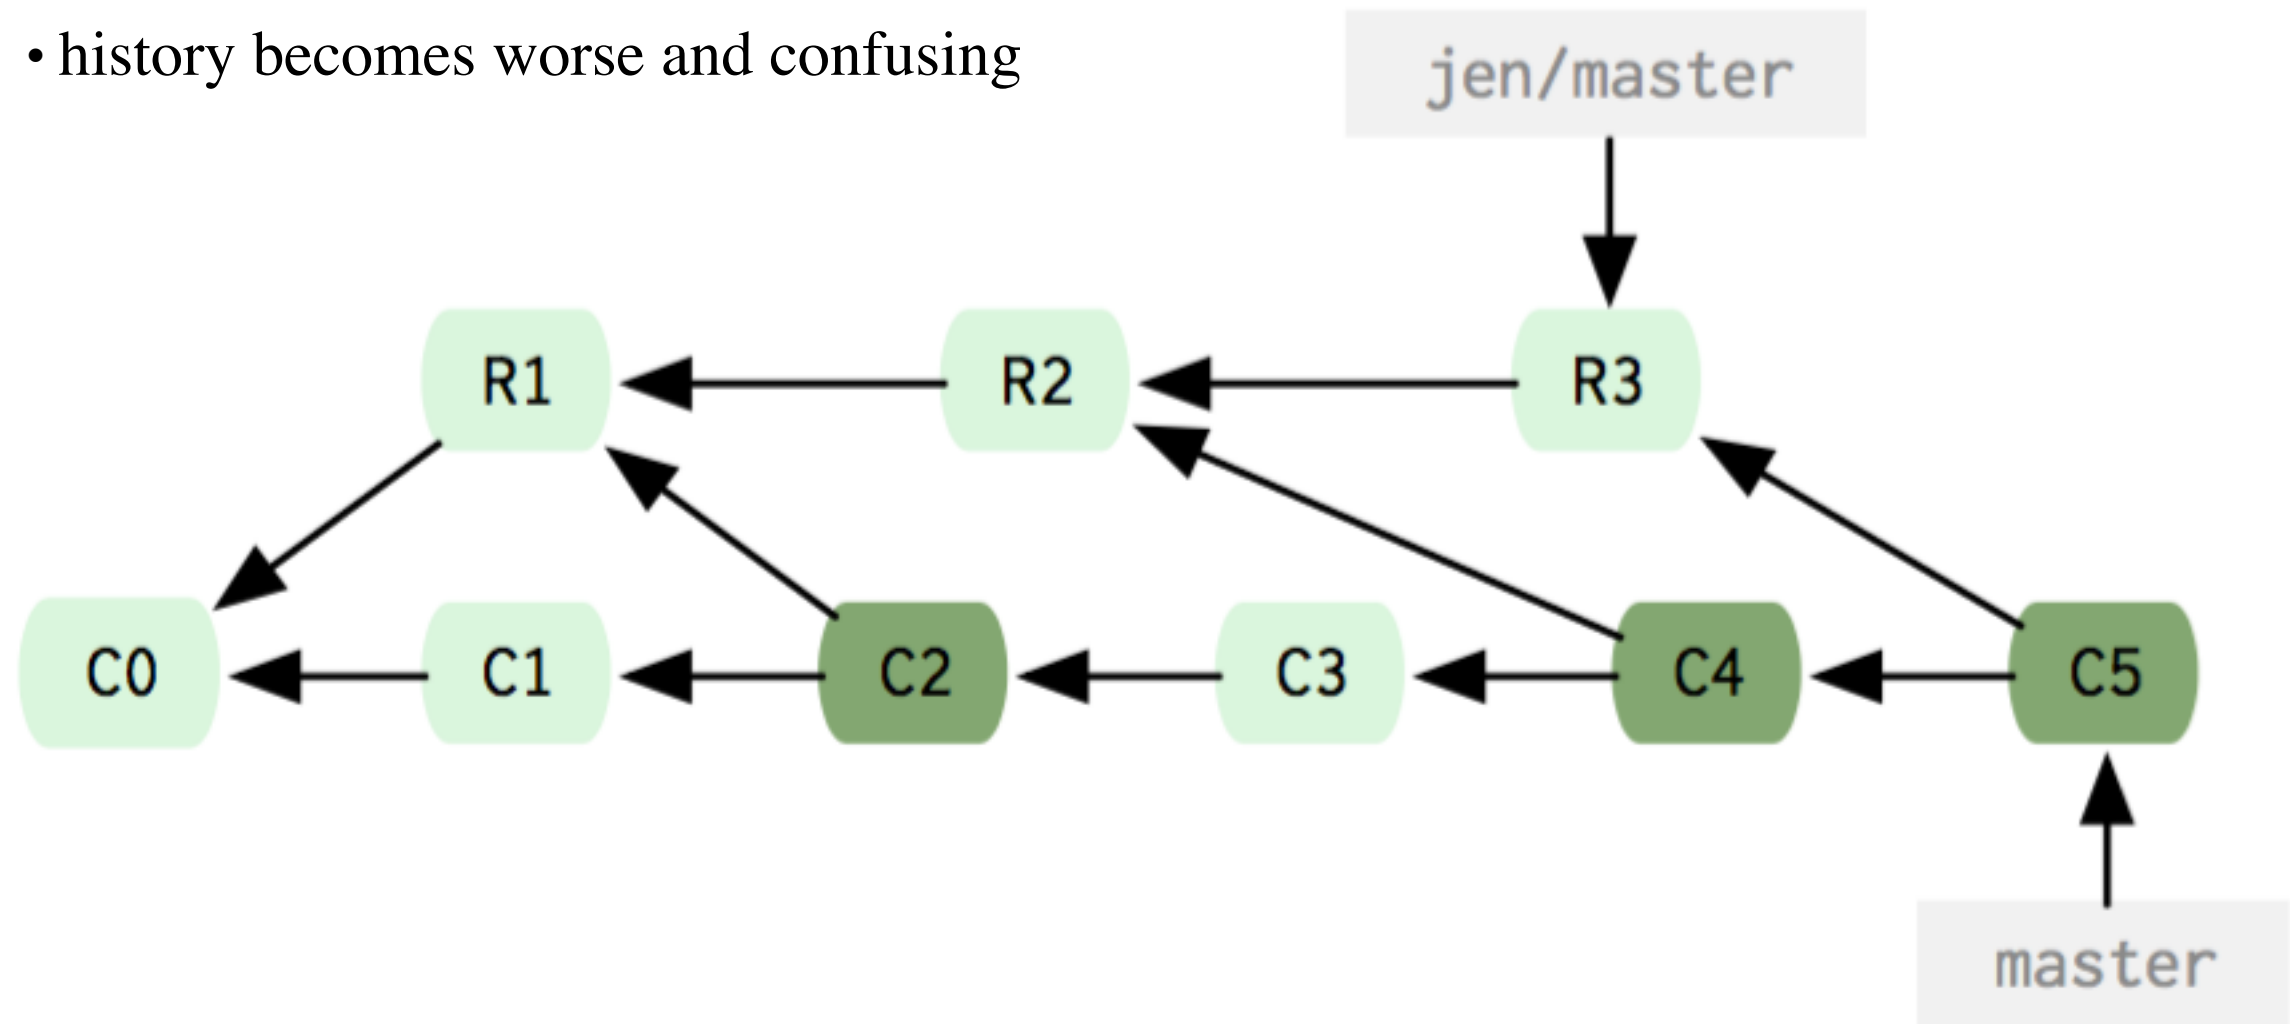 • history becomes worse and confusing
jen/master
R1 R2 R3
C0 C1 C2 C3 C4 C5
master